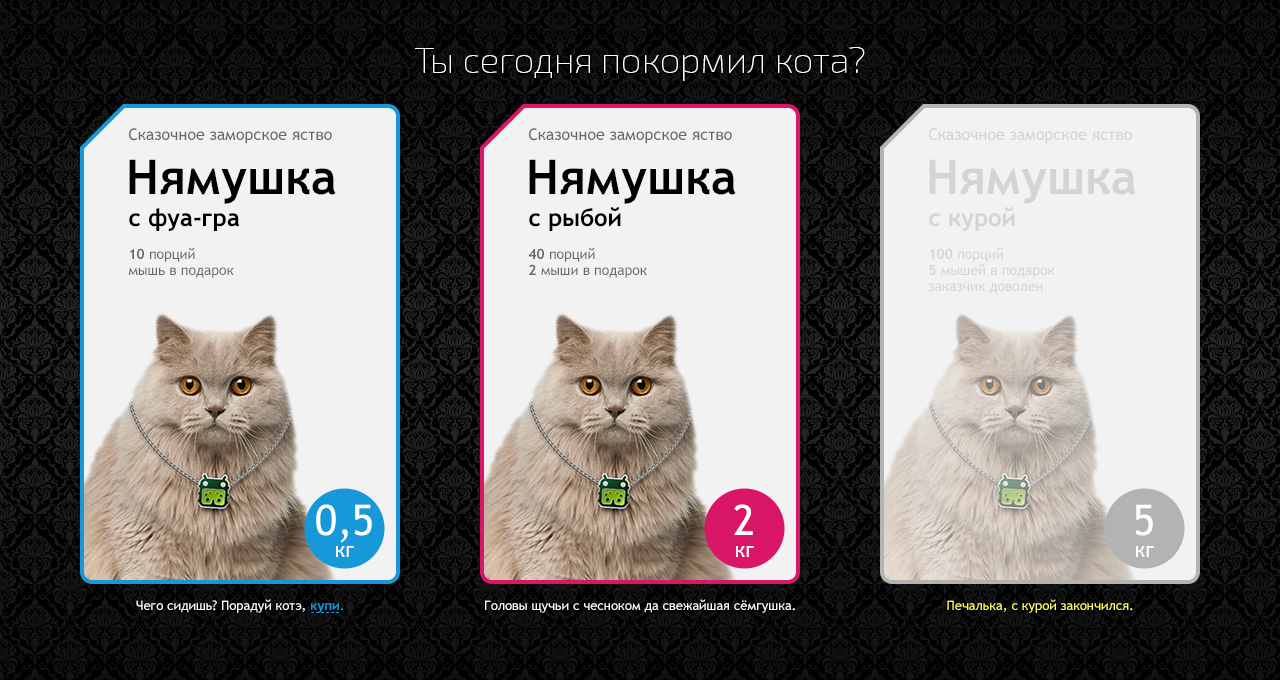 Ты сегодня покормил кота?
Сказочное заморское яство
Нямушка
с фуа-гра
10 порций
мышь в подарок
0,5
кг
Чего сидишь? Порадуй котэ, купи.
Сказочное заморское яство
Нямушка
с рыбой
40 порций
2 мыши в подарок
2
кг
Головы щучьи с чесноком да свежайшая сёмгушка.
Сказочное заморское яство
Нямушка
с курой
100 порций
5 мышей в подарок
заказчик доволен
5
кг
Печалька, с курой закончился.